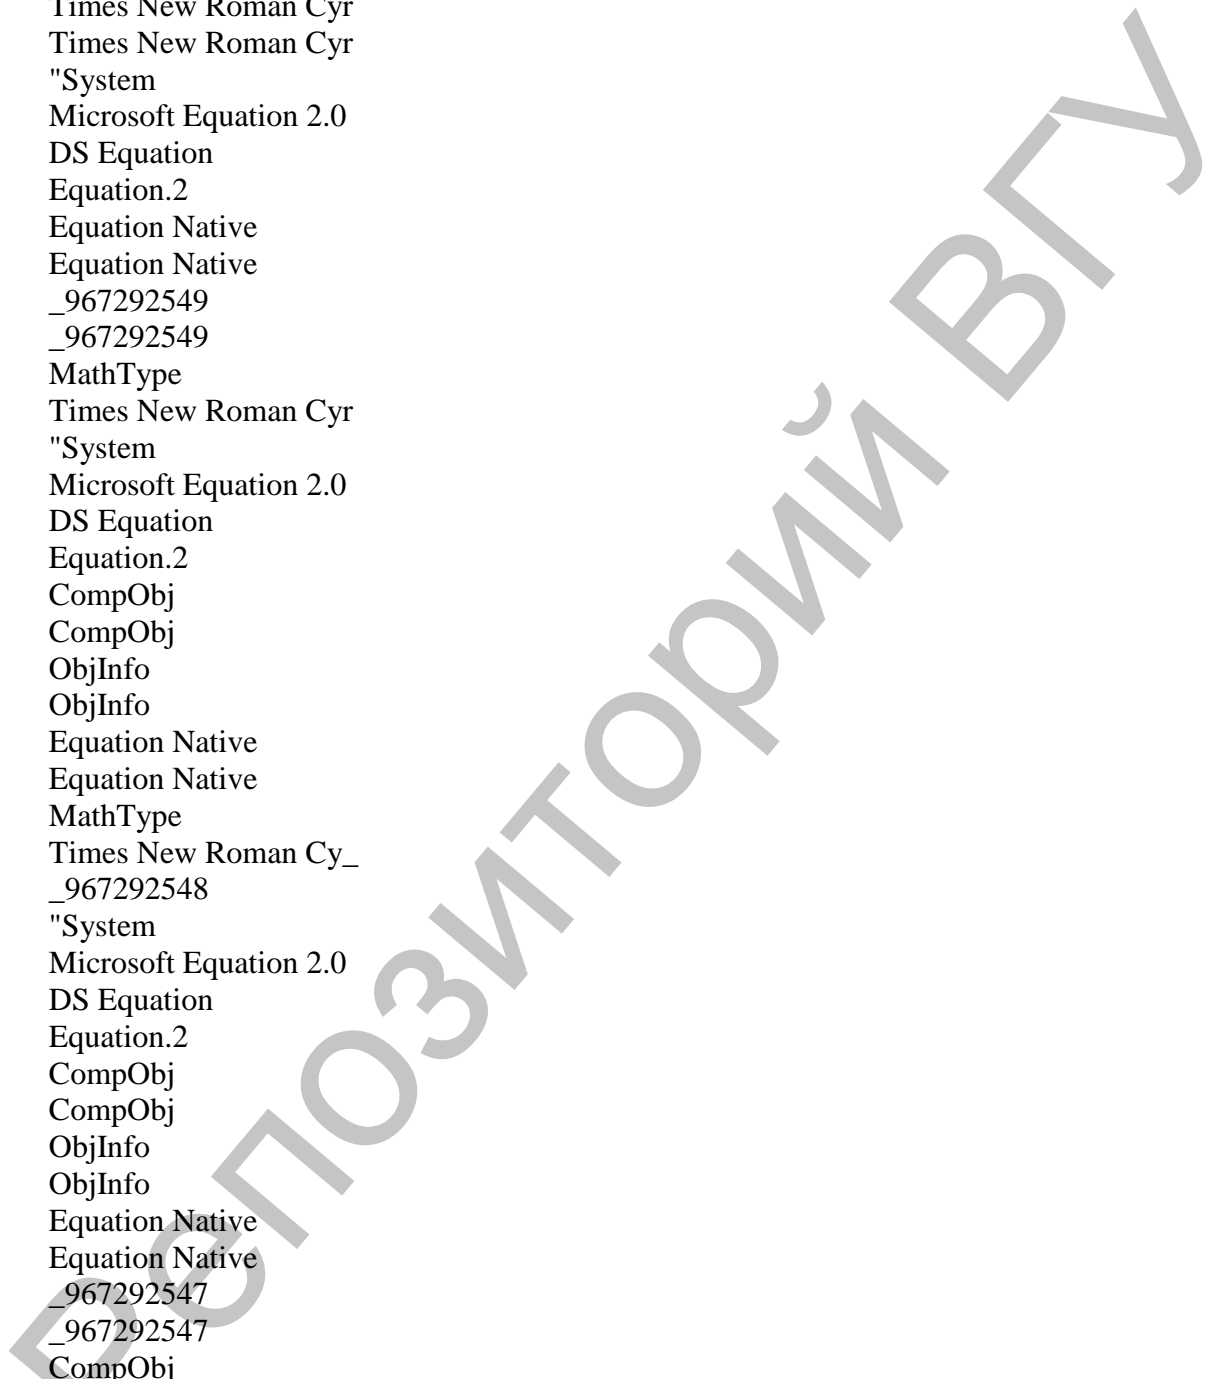 Times New Roman Cyr
Times New Roman Cyr
"System
Microsoft Equation 2.0
DS Equation
Equation.2
Equation Native
Equation Native
_967292549
_967292549
MathType
Times New Roman Cyr
"System
Microsoft Equation 2.0
DS Equation
Equation.2
CompObj
CompObj
ObjInfo
ObjInfo
Equation Native
Equation Native
MathType
Times New Roman Cy_
_967292548
"System
Microsoft Equation 2.0
DS Equation
Equation.2
CompObj
CompObj
ObjInfo
ObjInfo
Equation Native
Equation Native
_967292547
_967292547
CompObj
Репозиторий ВГУ